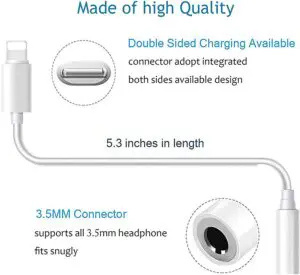 Made of high Quality
Double Sided Charging Available
connector adopt integrated
both sides available design
5.3 inches in length
3.5MM Connector
supports all 3.5mm headphone
fits snugly